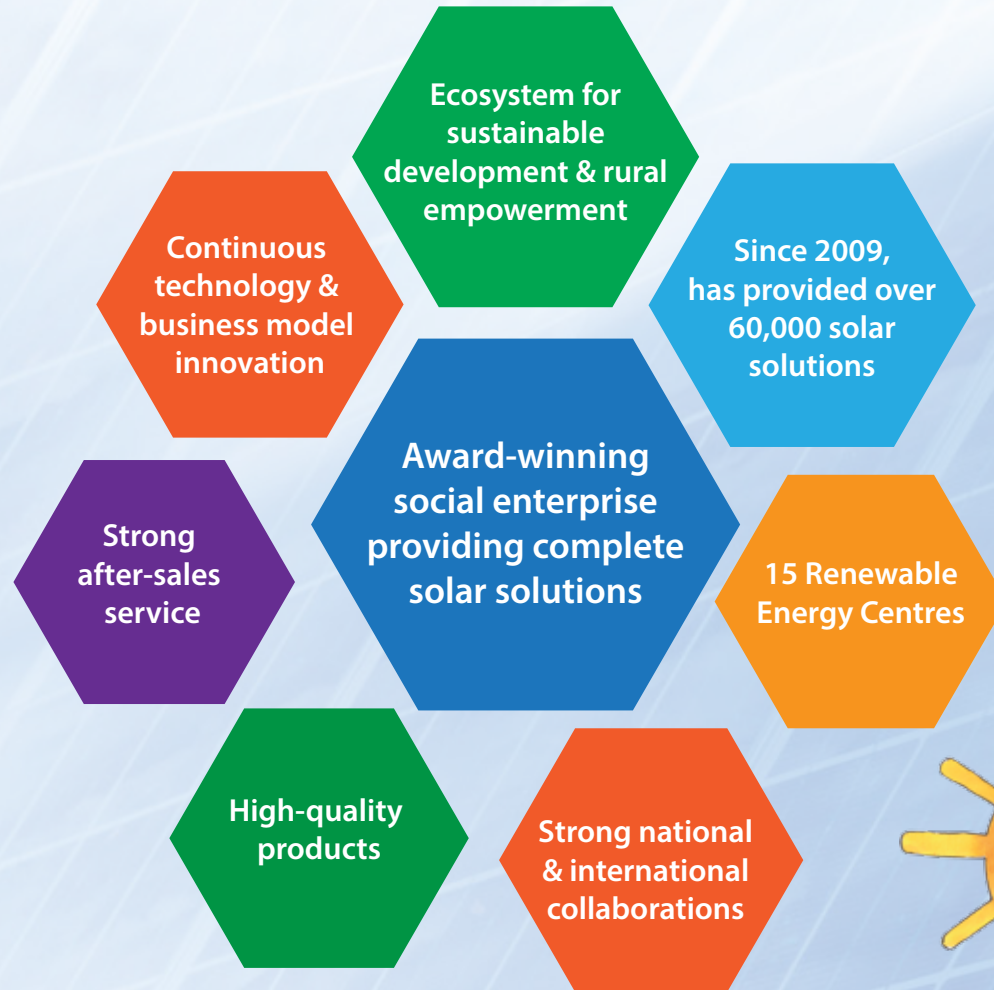 Ecosystem for
sustainable
development & rural
empowerment
Continuous
technology &
business model
innovation
Since 2009,
has provided over
60,000 solar
solutions
Award-winning
social enterprise
providing complete
solar solutions
Strong
after-sales
service
15 Renewable
Energy Centres
High-quality
products
Strong national
& international
collaborations